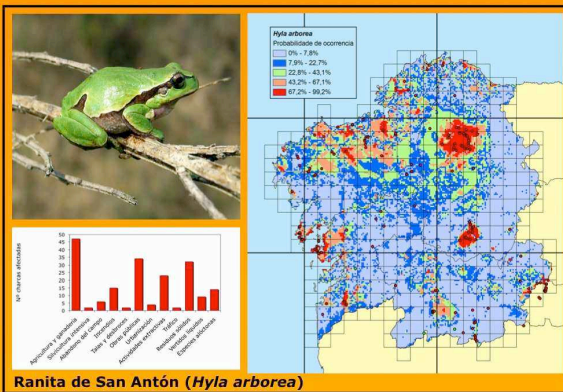 Hyla arborea
Probabilidade de ocorrencia
0% - 7,8%
7,9% - 22,7%
22,8% - 43,1%
43,2% - 67,1%
67,2% - 99,2%
Nº charcas afectadas
50
45
40
35
30
25
20
15
10
5
0
Agricultura y ganadería
Silvicultura intensiva
Abandono del campo
Incendios
Talas y desbroces
Obras públicas
Urbanización
Actividades extractivas
Tráfico
Residuos sólidos
Vertidos líquidos
Especies alóctonas
Ranita de San Antón (Hyla arborea)